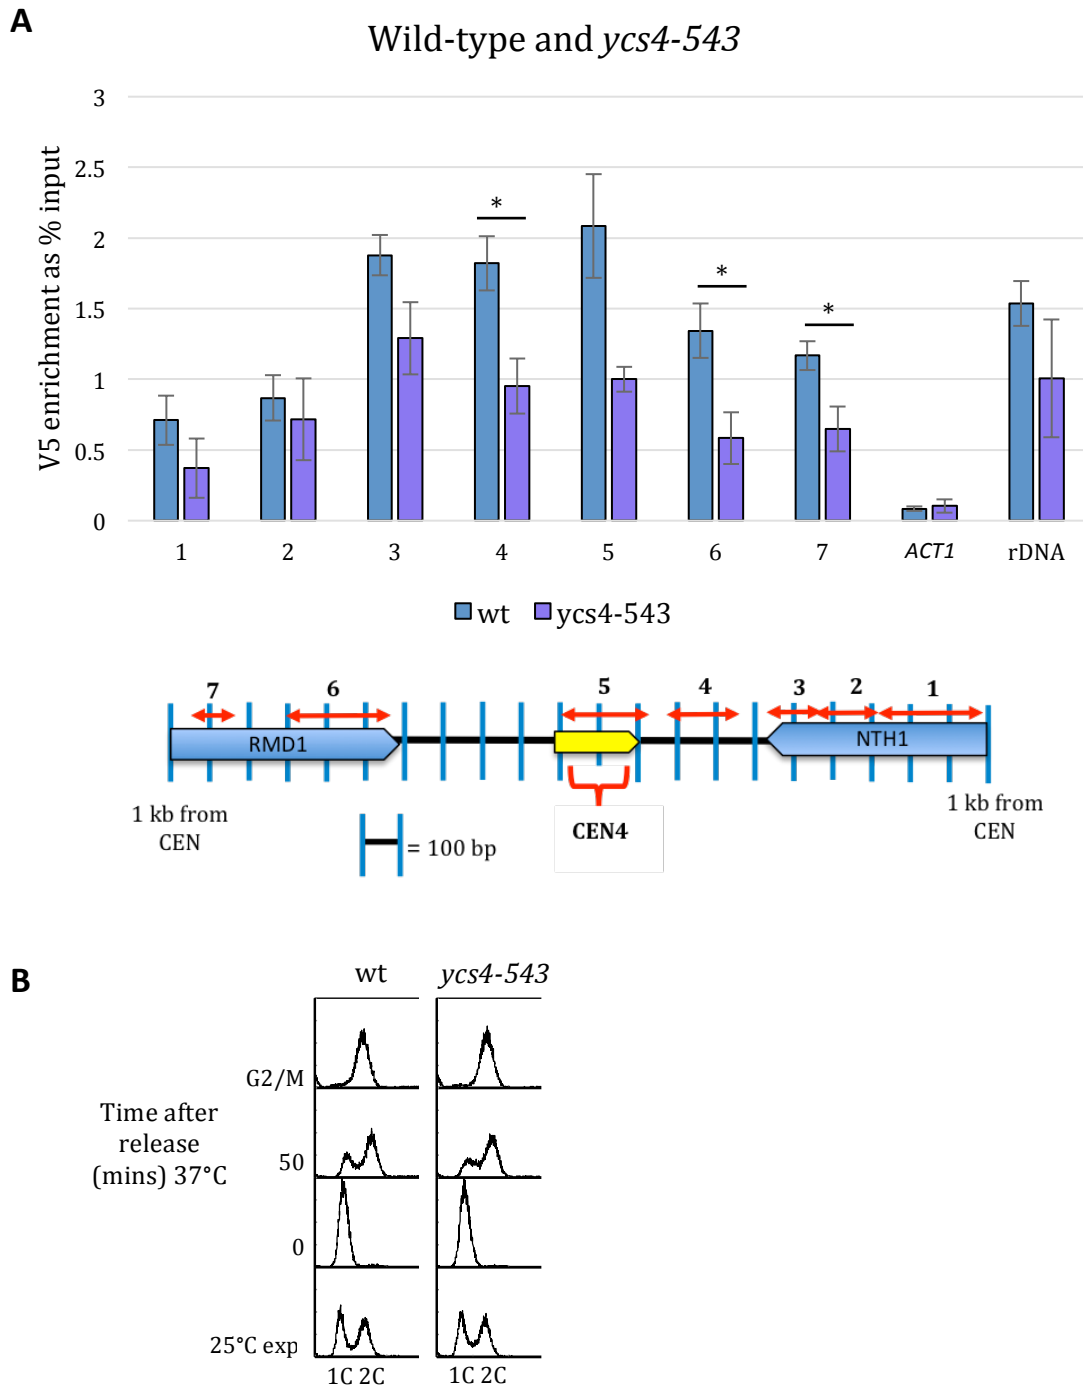 A
Wild-type and ycs4-543
V5 enrichment as % input
3
2.5
2
1.5
1
0.5
0
*
*
*
1 2 3 4 5 6 7 ACT1 rDNA
wt ycs4-543
7 6 5 4 3 2 1
RMD1 NTH1
1 kb from CEN
1 kb from CEN
CEN4
= 100 bp
B
wt ycs4-543
G2/M
Time after
release
(mins) 37°C
50
0
25°C exp
1C 2C 1C 2C